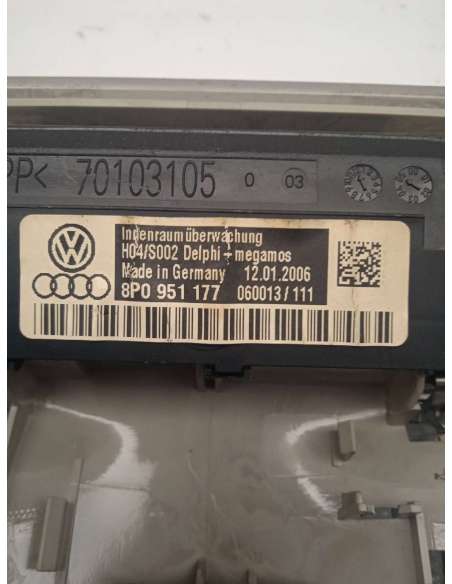 PP< 70103105 0 03
Innenraumüberwachung
H04/S002 Delphi - megamos
Made in Germany 12.01.2006
8P0 951 177 060013/111